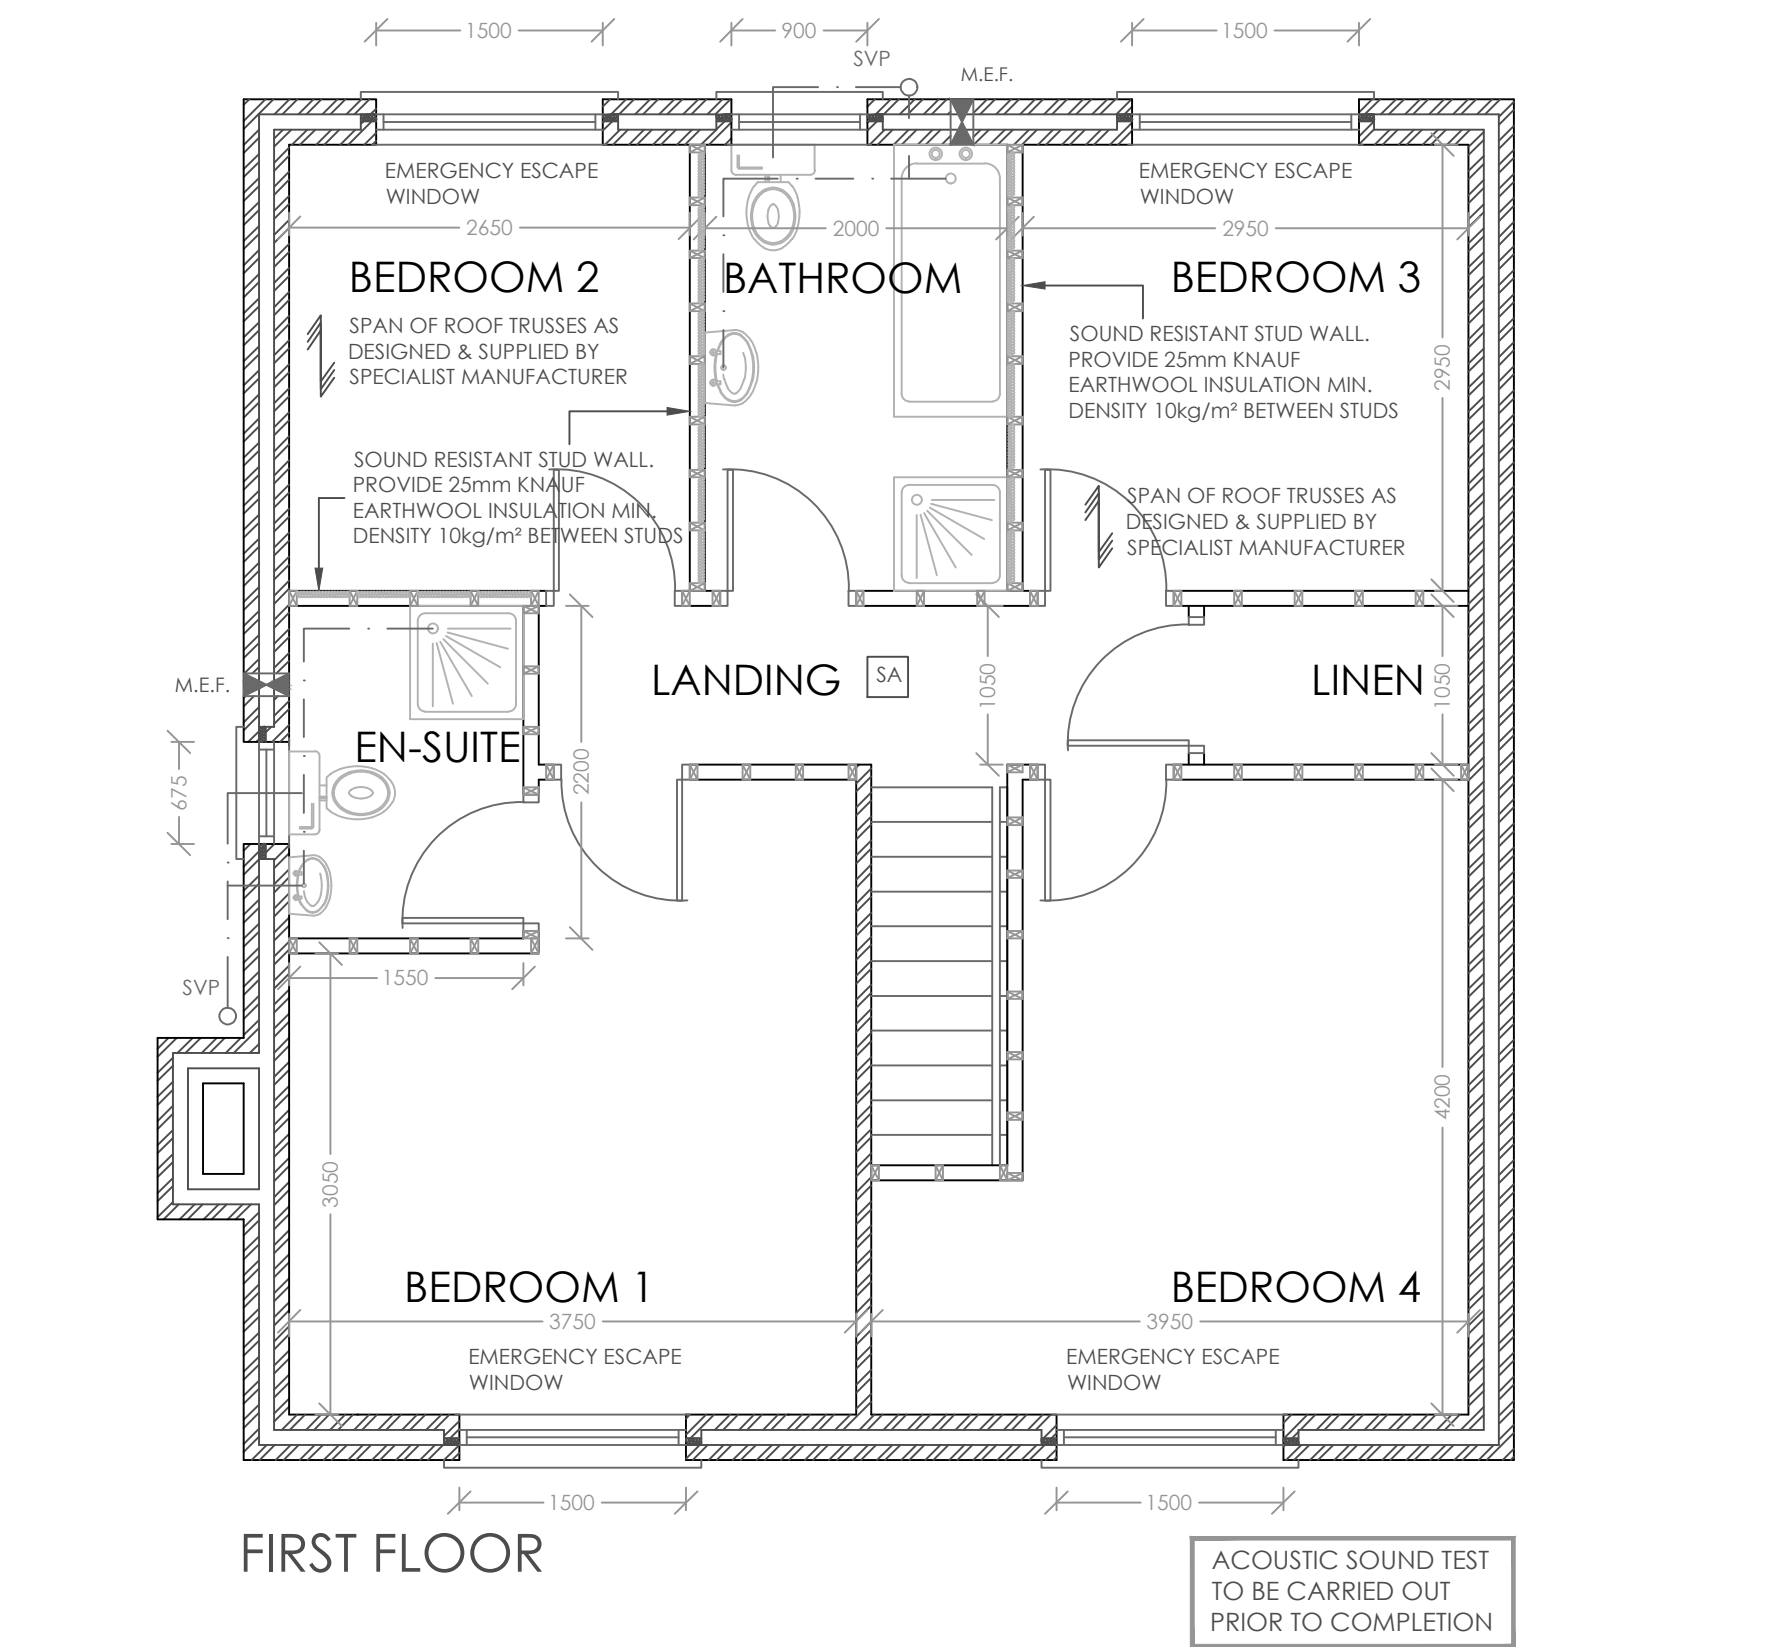 1500
900
1500
SVP
M.E.F.
EMERGENCY ESCAPE
WINDOW
EMERGENCY ESCAPE
WINDOW
2650
2000
2950
BEDROOM 2
BATHROOM
BEDROOM 3
SPAN OF ROOF TRUSSES AS
DESIGNED & SUPPLIED BY
SPECIALIST MANUFACTURER
SOUND RESISTANT STUD WALL.
PROVIDE 25mm KNAUF
EARTHWOOL INSULATION MIN.
DENSITY 10kg/m² BETWEEN STUDS
2950
SOUND RESISTANT STUD WALL.
PROVIDE 25mm KNAUF
EARTHWOOL INSULATION MIN.
DENSITY 10kg/m² BETWEEN STUDS
SPAN OF ROOF TRUSSES AS
DESIGNED & SUPPLIED BY
SPECIALIST MANUFACTURER
M.E.F.
LANDING
SA
1050
LINEN
1050
EN-SUITE
675
2200
SVP
1550
3050
4200
BEDROOM 1
BEDROOM 4
3750
3950
EMERGENCY ESCAPE
WINDOW
EMERGENCY ESCAPE
WINDOW
1500
1500
FIRST FLOOR
ACOUSTIC SOUND TEST
TO BE CARRIED OUT
PRIOR TO COMPLETION